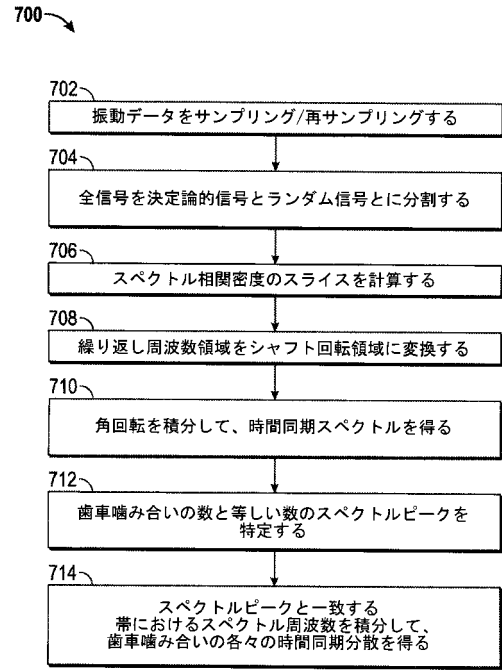 700
702
振動データをサンプリング/再サンプリングする
704
全信号を決定論的信号とランダム信号とに分割する
706
スペクトル相関密度のスライスを計算する
708
繰り返し周波数領域をシャフト回転領域に変換する
710
角回転を積分して、時間同期スペクトルを得る
712
歯車噛み合いの数と等しい数のスペクトルピークを
特定する
714
スペクトルピークと一致する
帯におけるスペクトル周波数を積分して、
歯車噛み合いの各々の時間同期分散を得る